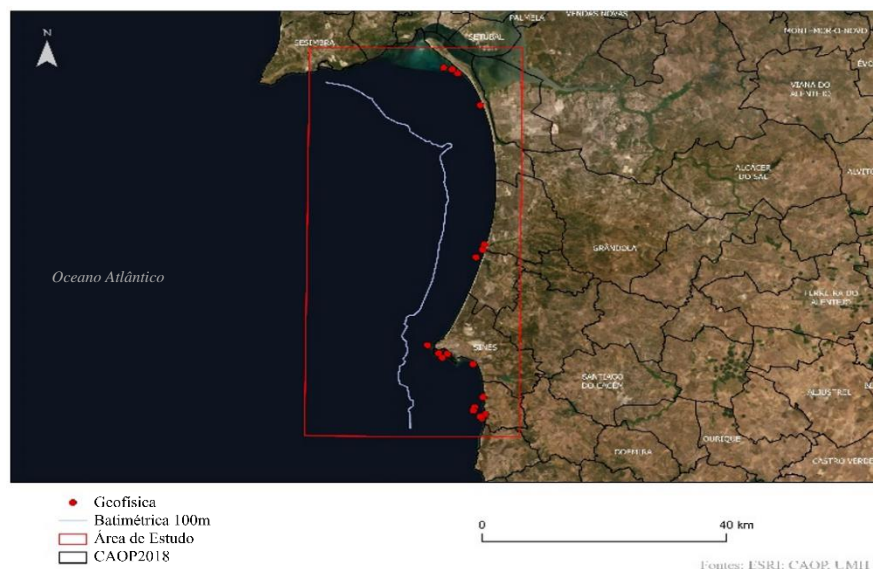 PALMELA
VENDAS NOVAS
SETÚBAL
SESIMBRA
MONTEMOR-O-NOVO
N
VIANA DO
ALENTEJO
ALCÁCER
DO SAL
GRÂNDOLA
Oceano Atlântico
FERREIRA DO
ALENTEJO
SINES
SANTIAGO
DO CACÉM
ALJUSTREL
ODEMIRA
OURIQUE
CASTRO VERDE
Geofísica
Batimétrica 100m
Área de Estudo
CAOP2018
0
40 km
Fontes: ESRI; CAOP,